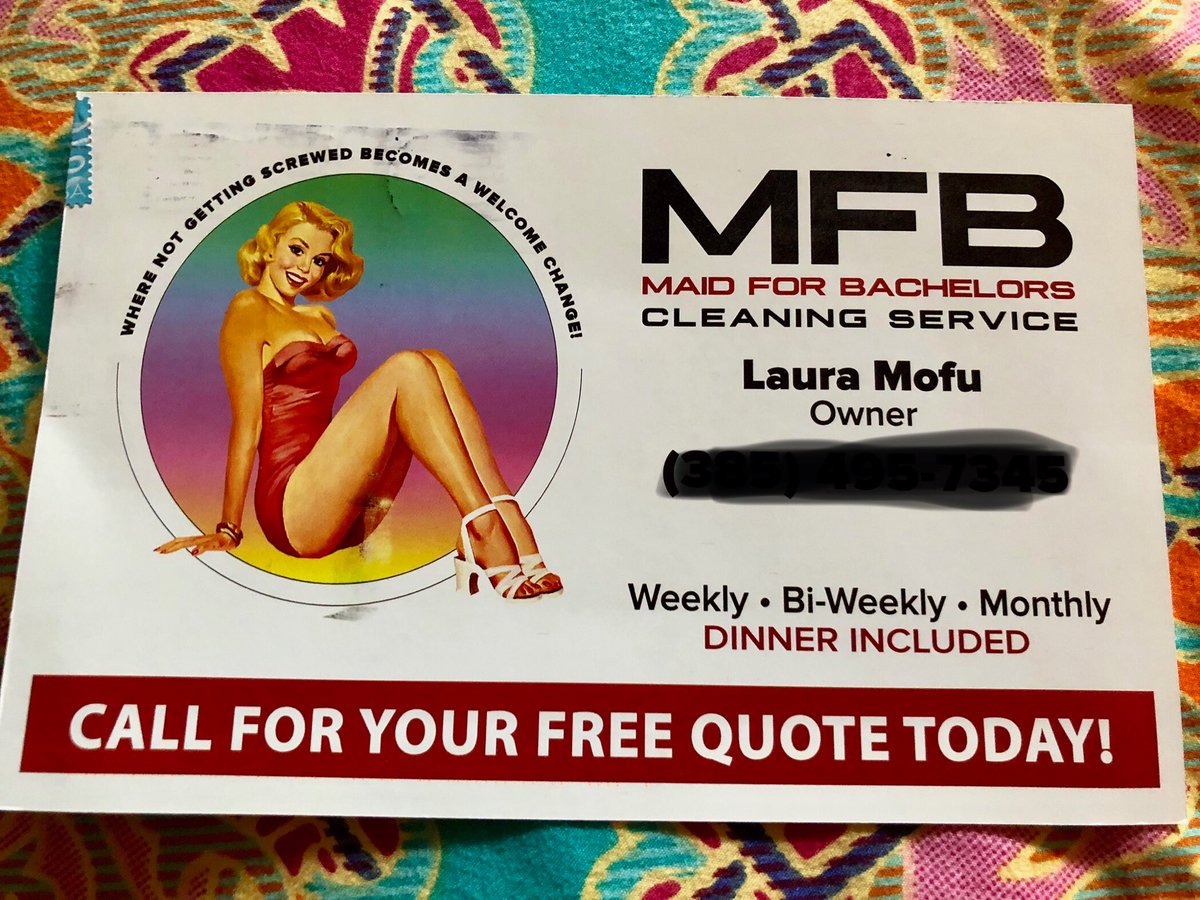 WHERE NOT GETTING SCREWED BECOMES A WELCOME CHANGE!
MFB
MAID FOR BACHELORS
CLEANING SERVICE
Laura Mofu
Owner
Weekly • Bi-Weekly • Monthly
DINNER INCLUDED
CALL FOR YOUR FREE QUOTE TODAY!